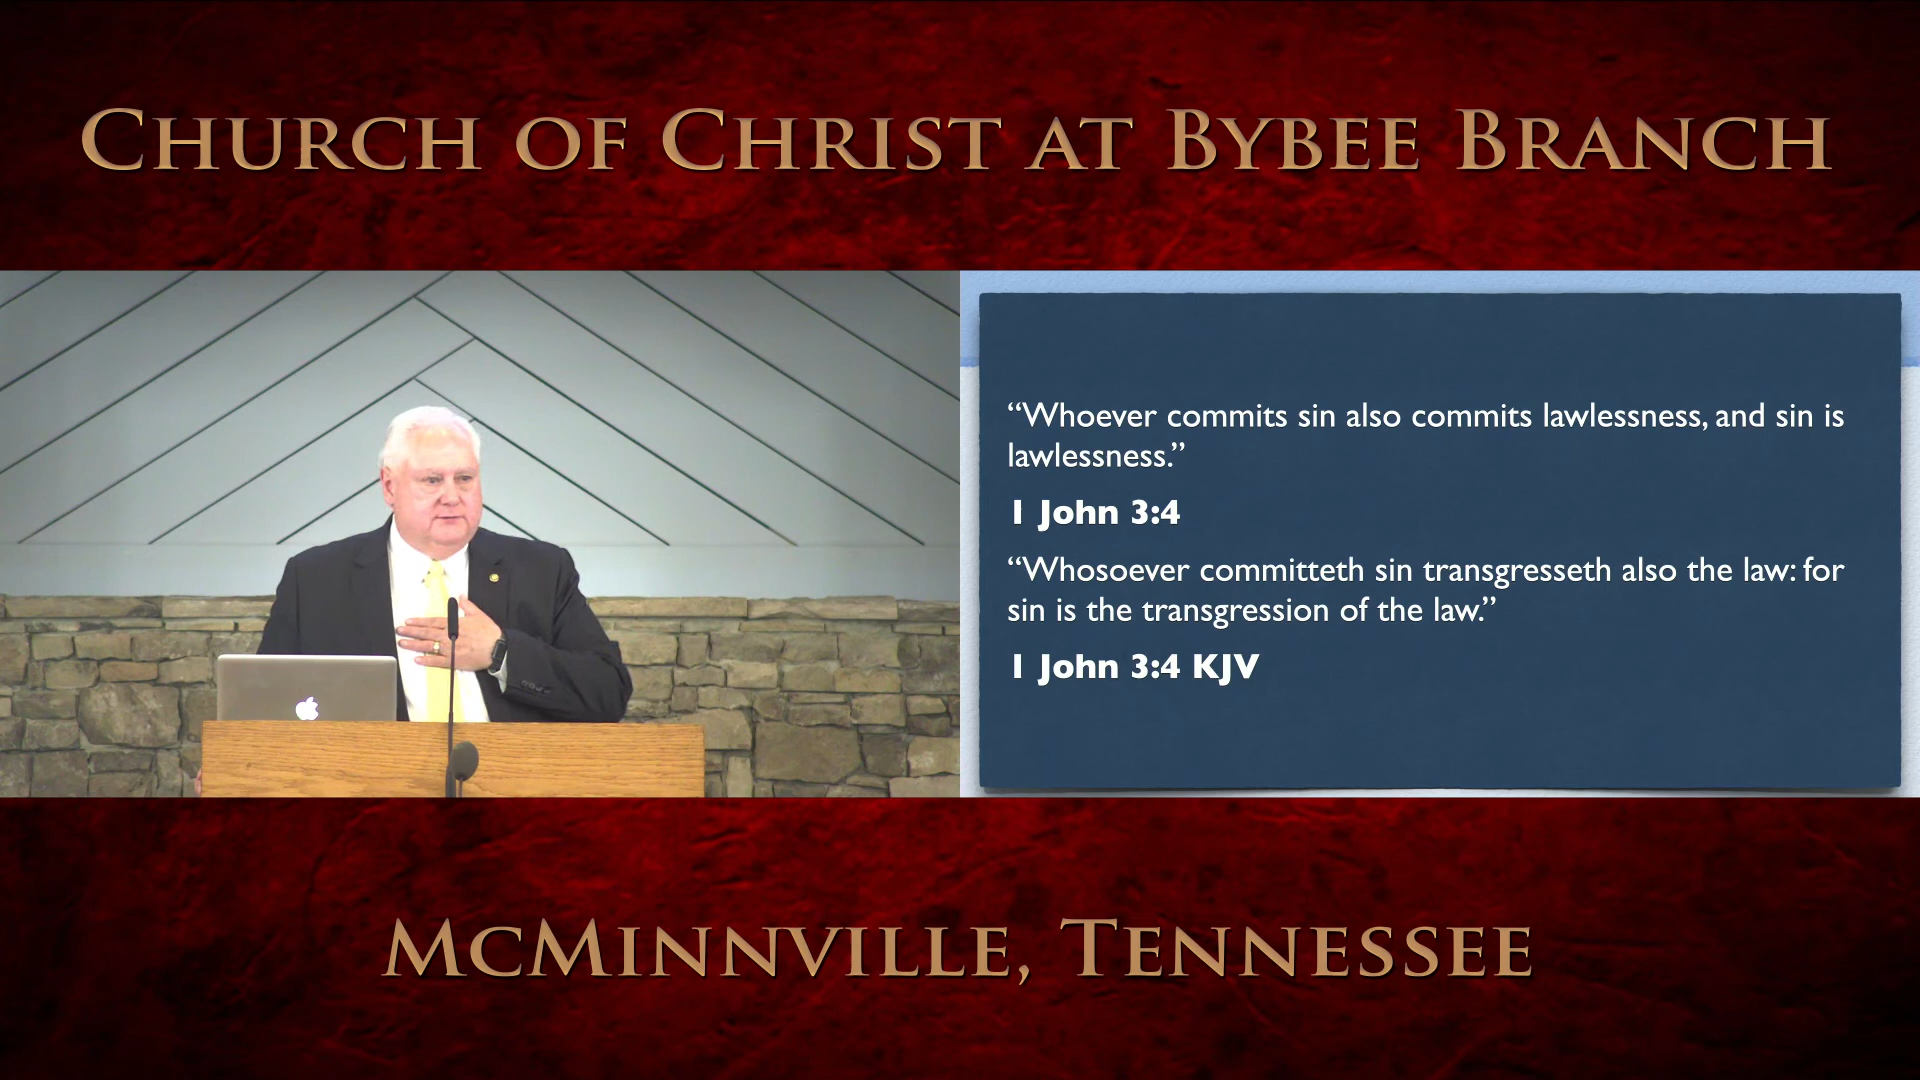 Church of Christ at Bybee Branch
“Whoever commits sin also commits lawlessness, and sin is
lawlessness.”
1 John 3:4
“Whosoever committeth sin transgresseth also the law: for
sin is the transgression of the law.”
1 John 3:4 KJV
McMinnville, Tennessee